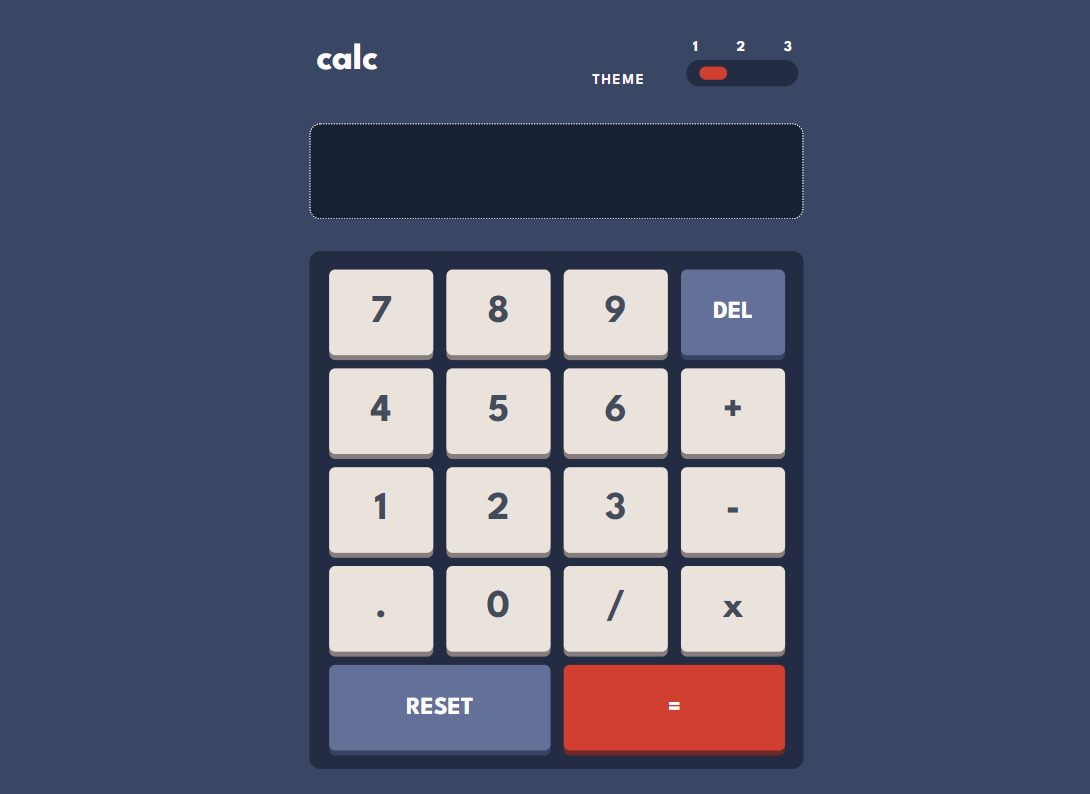 calc
1 2 3
THEME
7 8 9 DEL
4 5 6 +
1 2 3 -
. 0 / x
RESET =